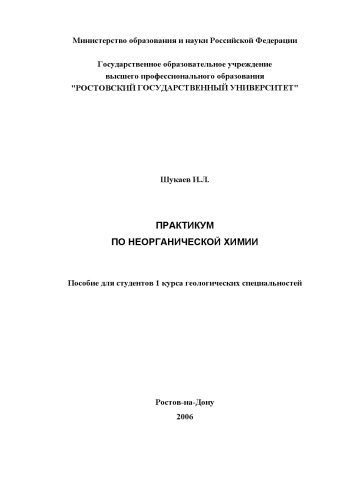 Министерство образования и науки Российской Федерации
Государственное образовательное учреждение
высшего профессионального образования
"РОСТОВСКИЙ ГОСУДАРСТВЕННЫЙ УНИВЕРСИТЕТ"
Шукаев И.Л.
ПРАКТИКУМ
ПО НЕОРГАНИЧЕСКОЙ ХИМИИ
Пособие для студентов 1 курса геологических специальностей
Ростов-на-Дону
2006